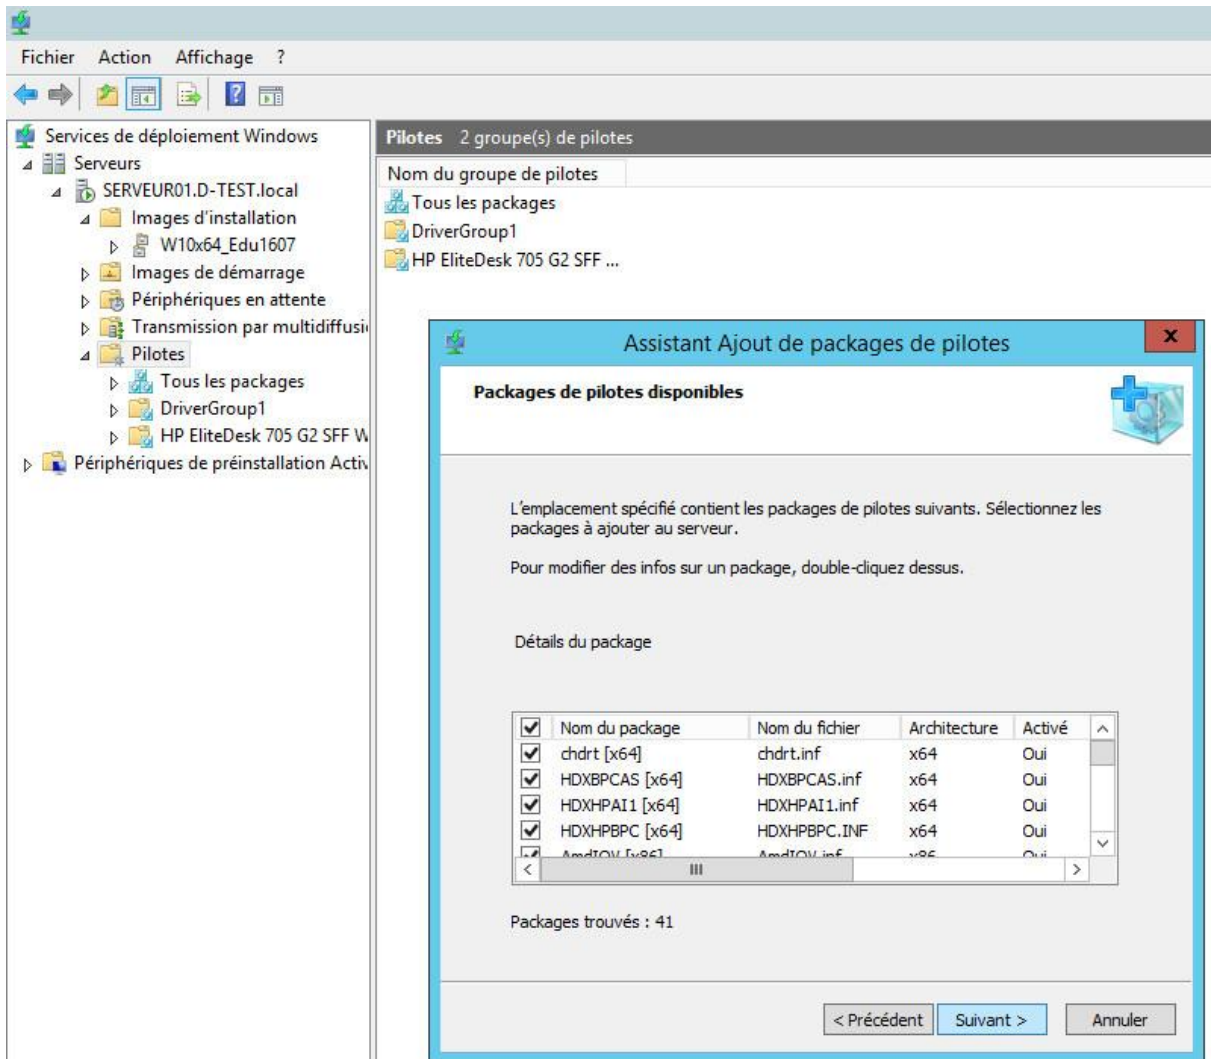 Fichier Action Affichage ?
Services de déploiement Windows
Serveurs
SERVEUR01.D-TEST.local
Images d'installation
W10x64_Edu1607
Images de démarrage
Périphériques en attente
Transmission par multidiffusi
Pilotes
Tous les packages
DriverGroup1
HP EliteDesk 705 G2 SFF W
Périphériques de préinstallation Activ
Pilotes 2 groupe(s) de pilotes
Nom du groupe de pilotes
Tous les packages
DriverGroup1
HP EliteDesk 705 G2 SFF ...
Assistant Ajout de packages de pilotes
x
Packages de pilotes disponibles
L'emplacement spécifié contient les packages de pilotes suivants. Sélectionnez les
packages à ajouter au serveur.
Pour modifier des infos sur un package, double-cliquez dessus.
Détails du package
Nom du package Nom du fichier Architecture Activé
chdrt [x64] chdrt.inf x64 Oui
HDXBPCAS [x64] HDXBPCAS.inf x64 Oui
HDXHPAI1 [x64] HDXHPAI1.inf x64 Oui
HDXHPBPC [x64] HDXHPBPC.INF x64 Oui
AmdIOV [x86] AmdIOV.inf x86 Oui
Packages trouvés : 41
< Précédent Suivant > Annuler